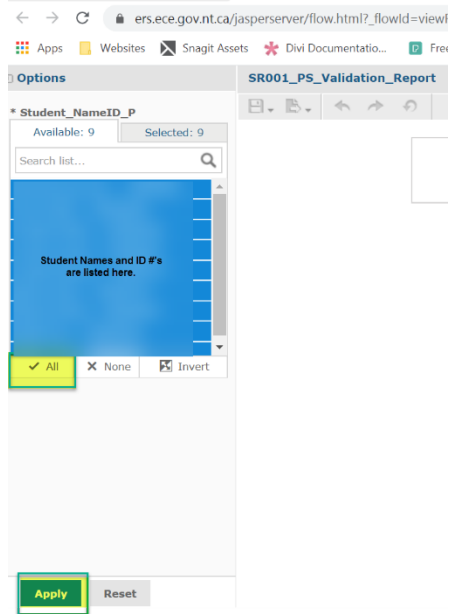 ers.ece.gov.nt.ca/jasperserver/flow.html?_flowId=view
Apps Websites Snagit Assets Divi Documentatio... Free
Options SR001_PS_Validation_Report
* Student_NameID_P
Available: 9 Selected: 9
Search list...
Student Names and ID #'s
are listed here.
All None Invert
Apply Reset